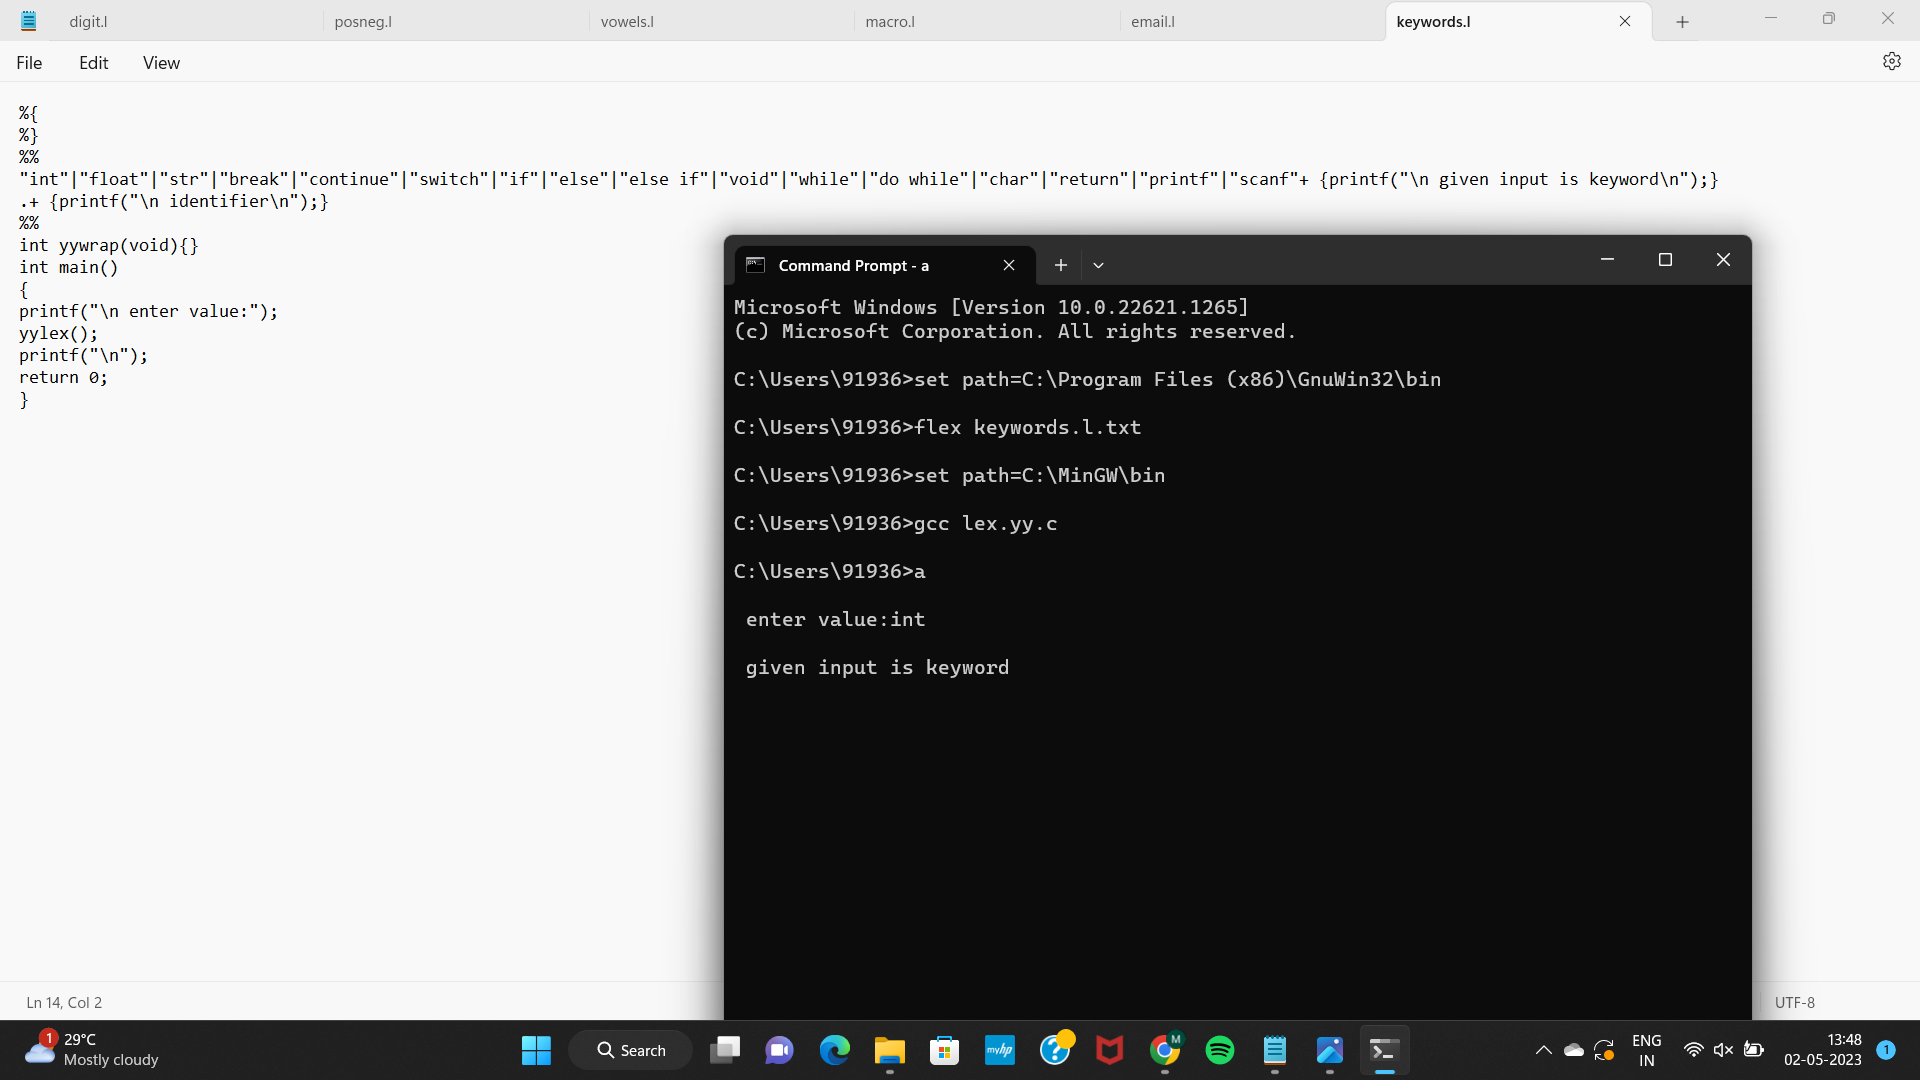 digit.l
posneg.l
vowels.l
macro.l
email.l
keywords.l
File
Edit
View
%{
%}
%%
"int"|"float"|"str"|"break"|"continue"|"switch"|"if"|"else"|"else if"|"void"|"while"|"do while"|"char"|"return"|"printf"|"scanf"+ {printf("\n given input is keyword\n");}
.+ {printf("\n identifier\n");}
%%
int yywrap(void){}
int main()
{
printf("\n enter value:");
yylex();
printf("\n");
return 0;
}
Command Prompt - a
Microsoft Windows [Version 10.0.22621.1265]
(c) Microsoft Corporation. All rights reserved.
C:\Users\91936>set path=C:\Program Files (x86)\GnuWin32\bin
C:\Users\91936>flex keywords.l.txt
C:\Users\91936>set path=C:\MinGW\bin
C:\Users\91936>gcc lex.yy.c
C:\Users\91936>a
enter value:int
given input is keyword
Ln 14, Col 2
UTF-8
1
29°C
Mostly cloudy
Search
myhp
M
ENG
IN
13:48
02-05-2023
1